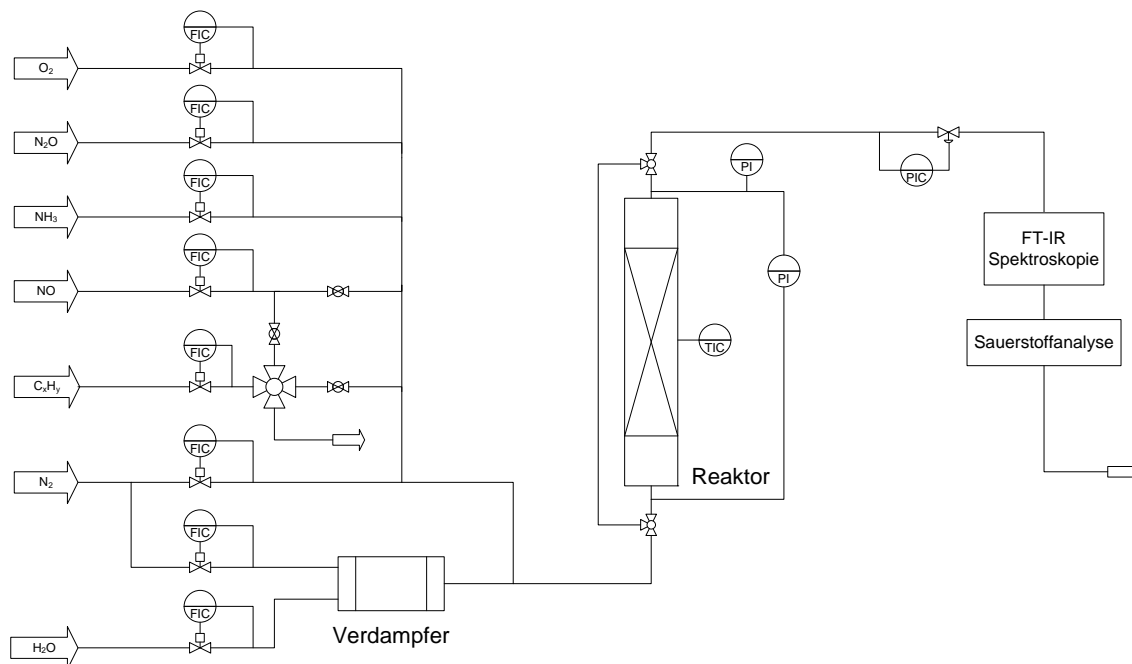 FIC
O₂
FIC
N₂O
FIC
NH₃
FIC
NO
FIC
CₓHᵧ
FIC
N₂
FIC
FIC
H₂O
Verdampfer
PI
PI
TIC
Reaktor
PIC
FT-IR
Spektroskopie
Sauerstoffanalyse